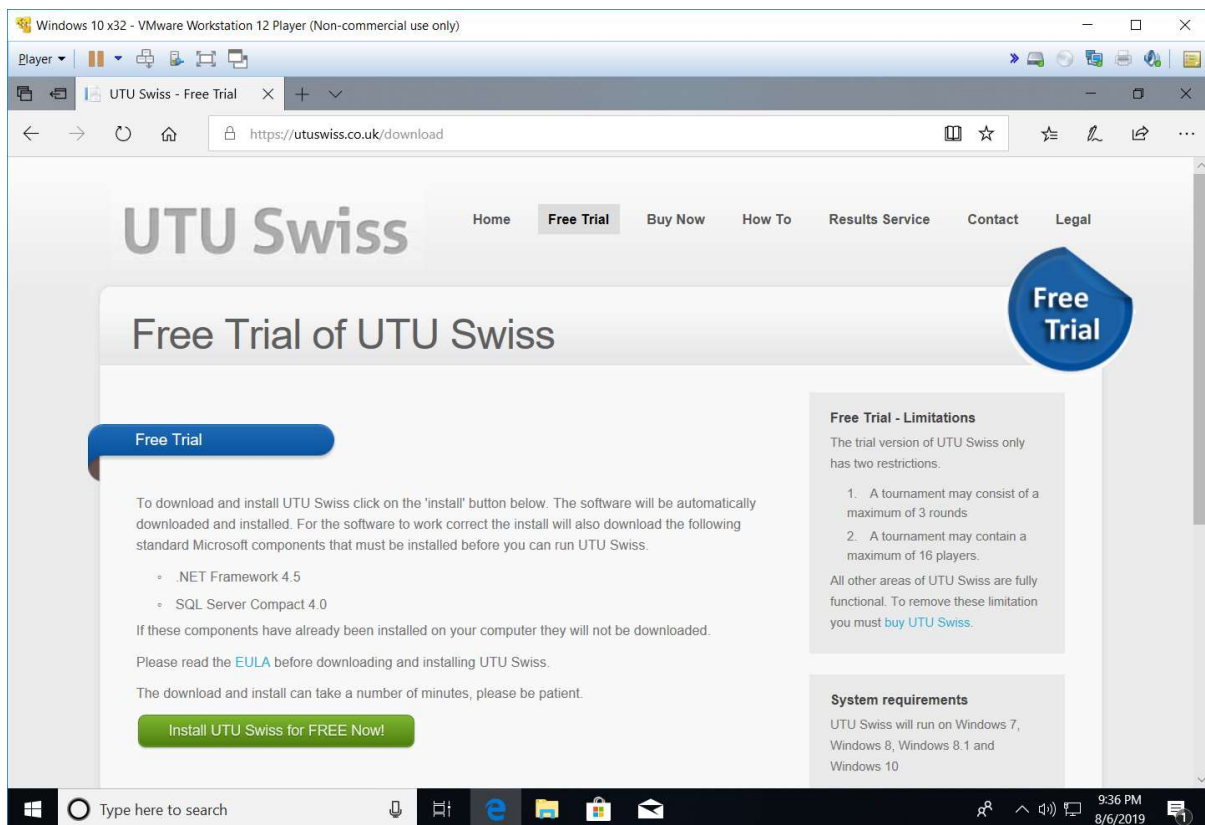 Windows 10 x32 - VMware Workstation 12 Player (Non-commercial use only)
Player
UTU Swiss - Free Trial
https://utuswiss.co.uk/download
UTU Swiss
Home Free Trial Buy Now How To Results Service Contact Legal
Free
Trial
Free Trial of UTU Swiss
Free Trial
To download and install UTU Swiss click on the 'install' button below. The software will be automatically
downloaded and installed. For the software to work correct the install will also download the following
standard Microsoft components that must be installed before you can run UTU Swiss.
.NET Framework 4.5
SQL Server Compact 4.0
If these components have already been installed on your computer they will not be downloaded.
Please read the EULA before downloading and installing UTU Swiss.
The download and install can take a number of minutes, please be patient.
Install UTU Swiss for FREE Now!
Free Trial - Limitations
The trial version of UTU Swiss only
has two restrictions.
1. A tournament may consist of a
maximum of 3 rounds
2. A tournament may contain a
maximum of 16 players.
All other areas of UTU Swiss are fully
functional. To remove these limitation
you must buy UTU Swiss.
System requirements
UTU Swiss will run on Windows 7,
Windows 8, Windows 8.1 and
Windows 10
Type here to search
9:36 PM
8/6/2019
1